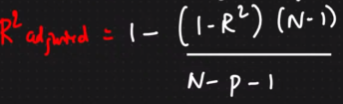 R² adjusted = 1 - (1-R²) (N-1)
N- p - 1